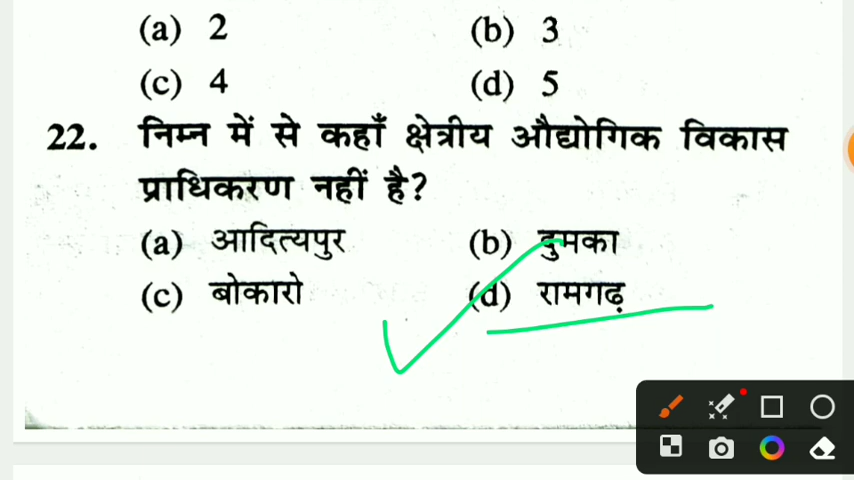 (a) 2 (b) 3
(c) 4 (d) 5
22. निम्न में से कहाँ क्षेत्रीय औद्योगिक विकास
प्राधिकरण नहीं है?
(a) आदित्यपुर (b) दुमका
(c) बोकारो (d) रामगढ़